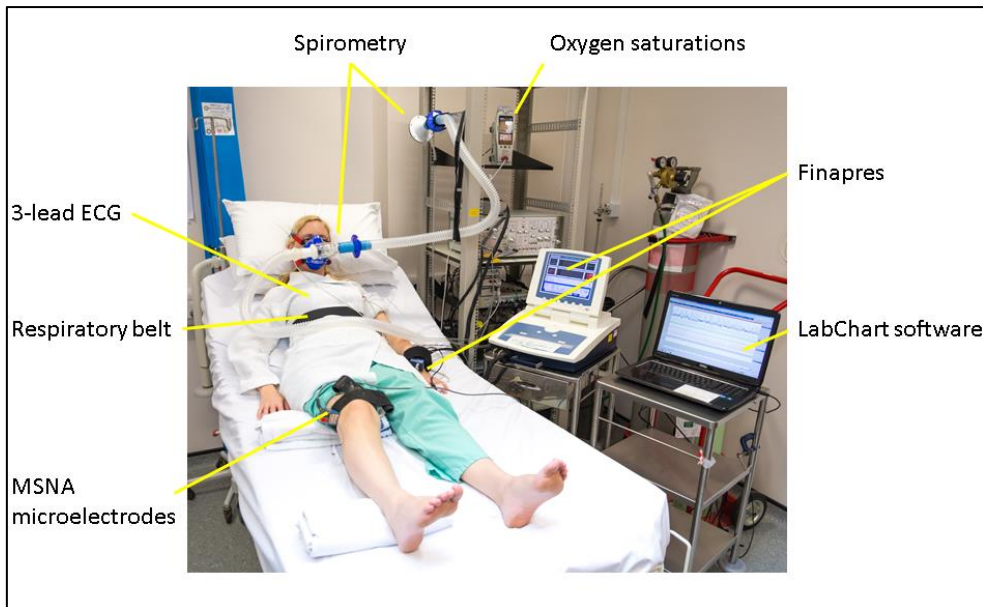 Spirometry
Oxygen saturations
Finapres
3-lead ECG
Respiratory belt
LabChart software
MSNA
microelectrodes